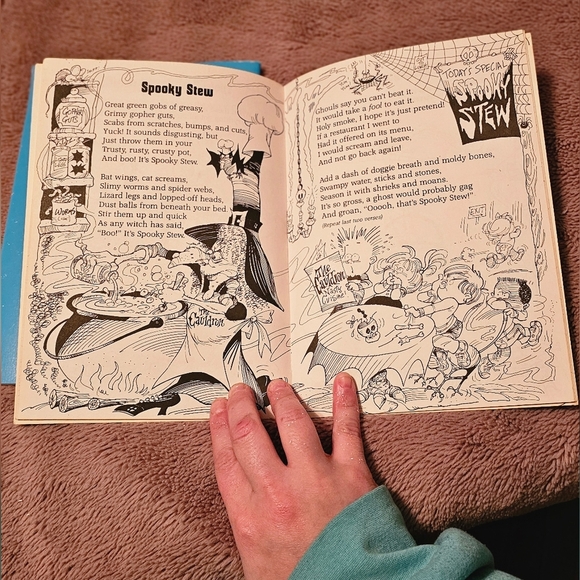 Spooky Stew
Great green gobs of greasy,
Grimy gopher guts,
Scabs from scratches, bumps, and cuts,
Yuck! It sounds disgusting, but
Just throw them in your
Trusty, rusty, crusty pot,
And boo! It's Spooky Stew.
Bat wings, cat screams,
Slimy worms and spider webs,
Lizard legs and lopped-off heads,
Dust balls from beneath your bed
Stir them up and quick
As any witch has said,
"Boo!" It's Spooky Stew.
GOPHER
GUTS
WORMS
The
Cauldron
Ghouls say you can't beat it.
It would take a fool to eat it.
Holy smoke, I hope it's just pretend!
If a restaurant I went to
Had it offered on its menu,
I would scream and leave,
And not go back again!
Add a dash of doggie breath and moldy bones,
Swampy water, sticks and stones,
Season it with shrieks and moans.
It's so gross, a ghost would probably gag
And groan, "Ooooh, that's Spooky Stew!"
(Repeat last two verses)
TODAY'S SPECIAL
SPOOKY
STEW
EXIT
The
Cauldron